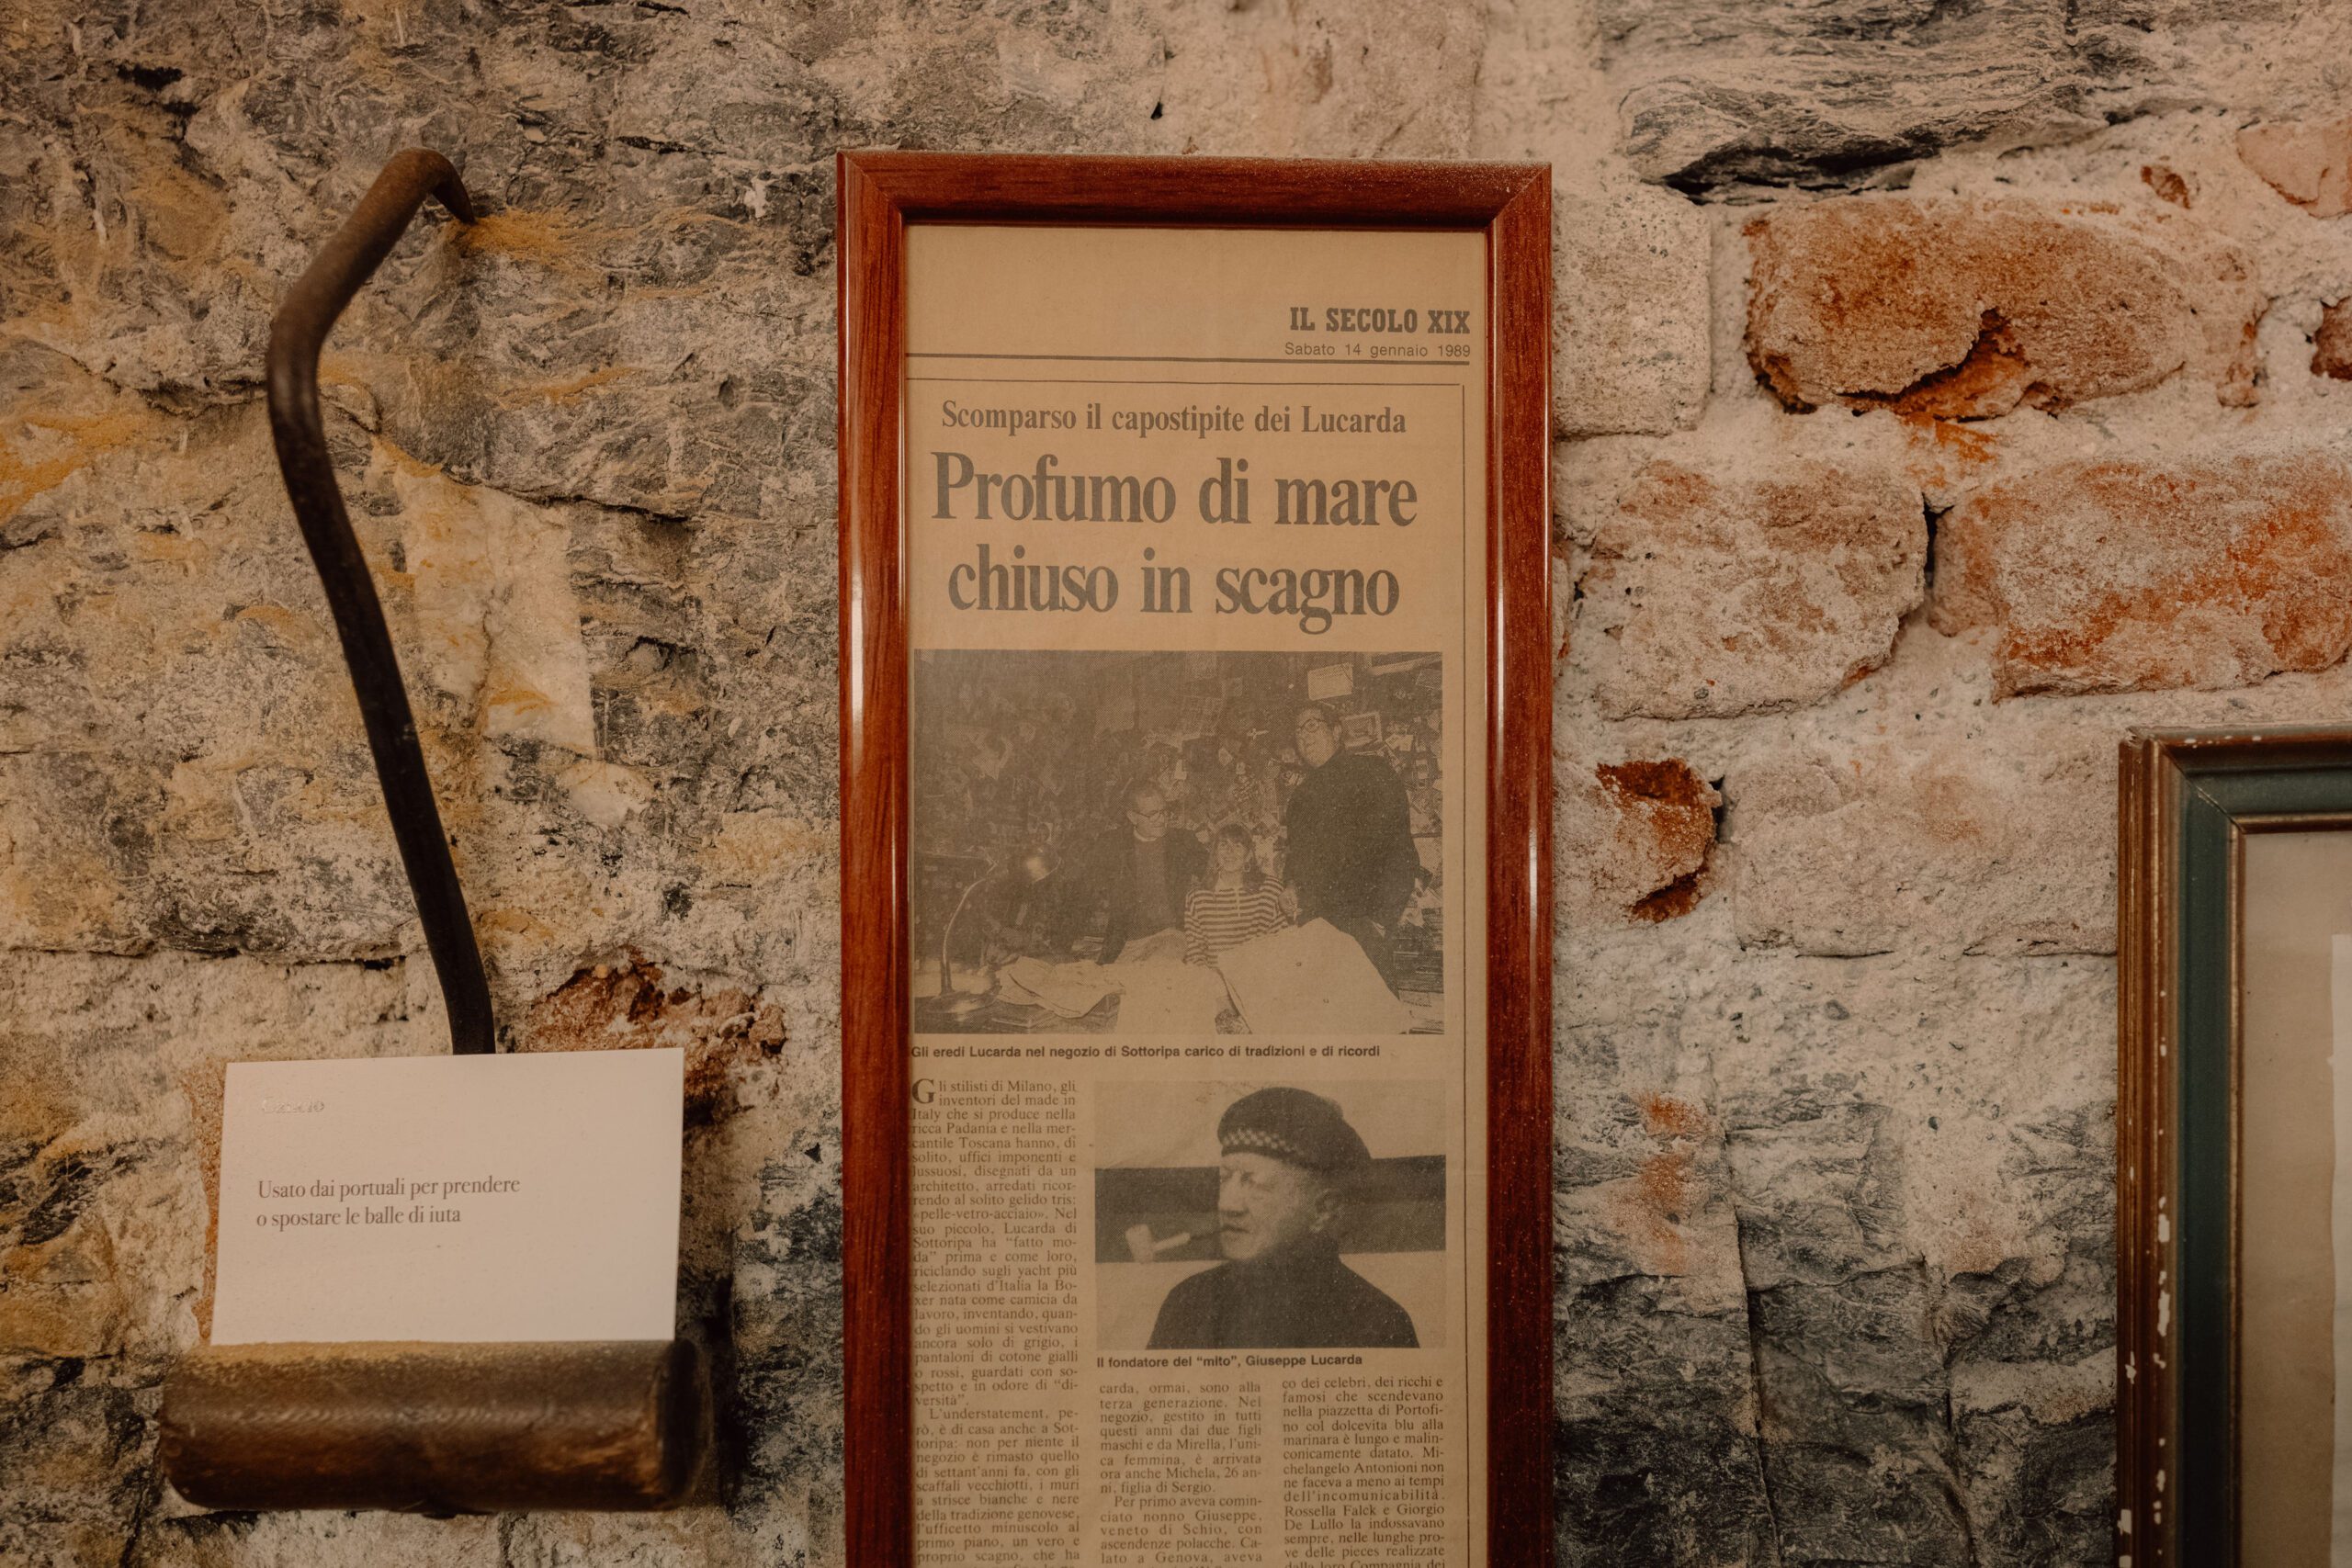 Usato dai portuali per prendere
o spostare le balle di iuta
IL SECOLO XIX
Sabato 14 gennaio 1989
Scomparso il capostipite dei Lucarda
Profumo di mare
chiuso in scagno
Gli eredi Lucarda nel negozio di Sottoripa carico di tradizioni e di ricordi
Gli stilisti di Milano, gli
inventori del made in
Italy che si produce nella
ricca Padania e nella mer-
cantile Toscana hanno, di
solito, uffici imponenti e
lussuosi, disegnati da un
architetto, arredati ricor-
rendo al solito gelido tris:
«pelle-vetro-acciaio». Nel
suo piccolo, Lucarda di
Sottoripa ha "fatto mo-
da" prima e come loro,
riciclando sugli yacht più
selezionati d'Italia la Bo-
xer nata come camicia da
lavoro, inventando, quan-
do gli uomini si vestivano
ancora solo di grigio, i
pantaloni di cotone gialli
o rossi, guardati con so-
spetto e in odore di "di-
versità".
L'understatement, pe-
rò, è di casa anche a Sot-
toripa: non per niente il
negozio è rimasto quello
di settant'anni fa, con gli
scaffali vecchiotti, i muri
a strisce bianche e nere
della tradizione genovese,
l'ufficetto minuscolo al
primo piano, un vero e
proprio scagno, che ha
Il fondatore del "mito", Giuseppe Lucarda
carda, ormai, sono alla
terza generazione. Nel
negozio, gestito in tutti
questi anni dai due figli
maschi e da Mirella, l'uni-
ca femmina, è arrivata
ora anche Michela, 26 an-
ni, figlia di Sergio.
Per primo aveva comin-
ciato nonno Giuseppe,
veneto di Schio, con
ascendenze polacche. Ca-
lato a Genova, aveva
co dei celebri, dei ricchi e
famosi che scendevano
nella piazzetta di Portofi-
no col dolcevita blu alla
marinara è lungo e malin-
conicamente datato. Mi-
chelangelo Antonioni non
ne faceva a meno ai tempi
dell'incomunicabilità.
Rossella Falck e Giorgio
De Lullo la indossavano
sempre, nelle lunghe pro-
ve delle pieces realizzate
dalla loro Compagnia dei